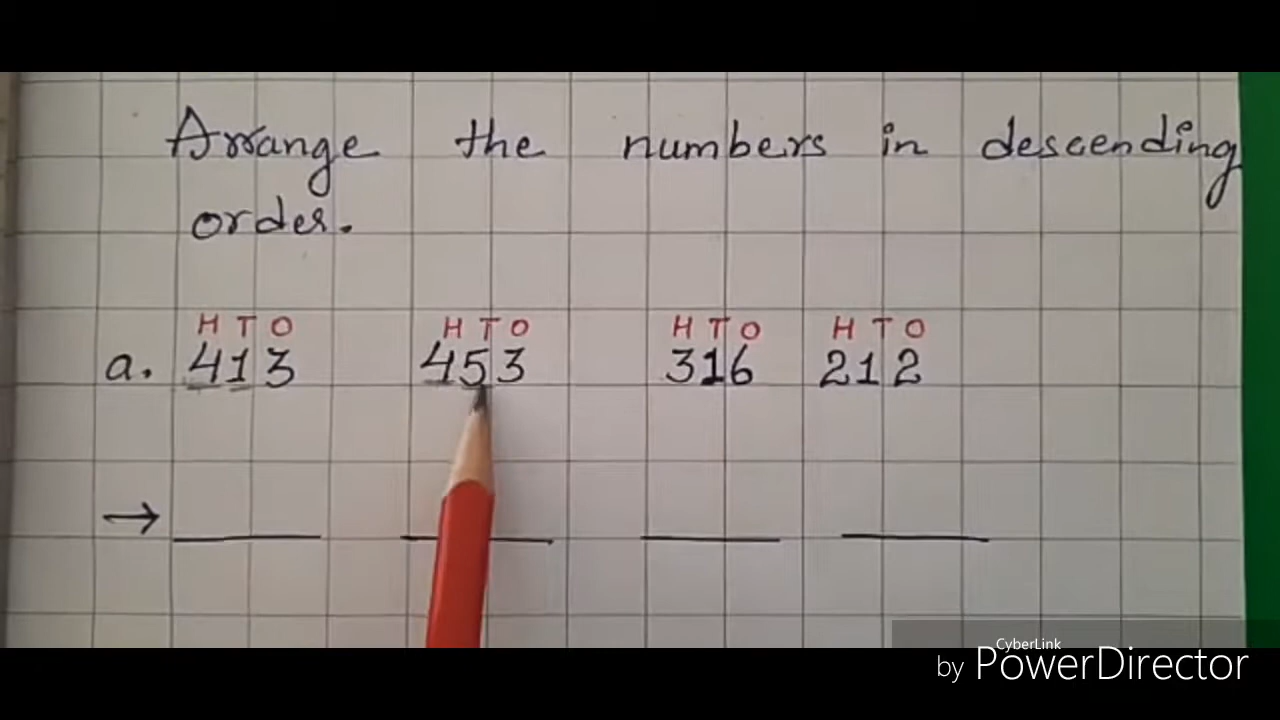 Arrange the numbers in descending
order.
H T O H T O H T O H T O
a. 413 453 316 212
→
CyberLink
by PowerDirector